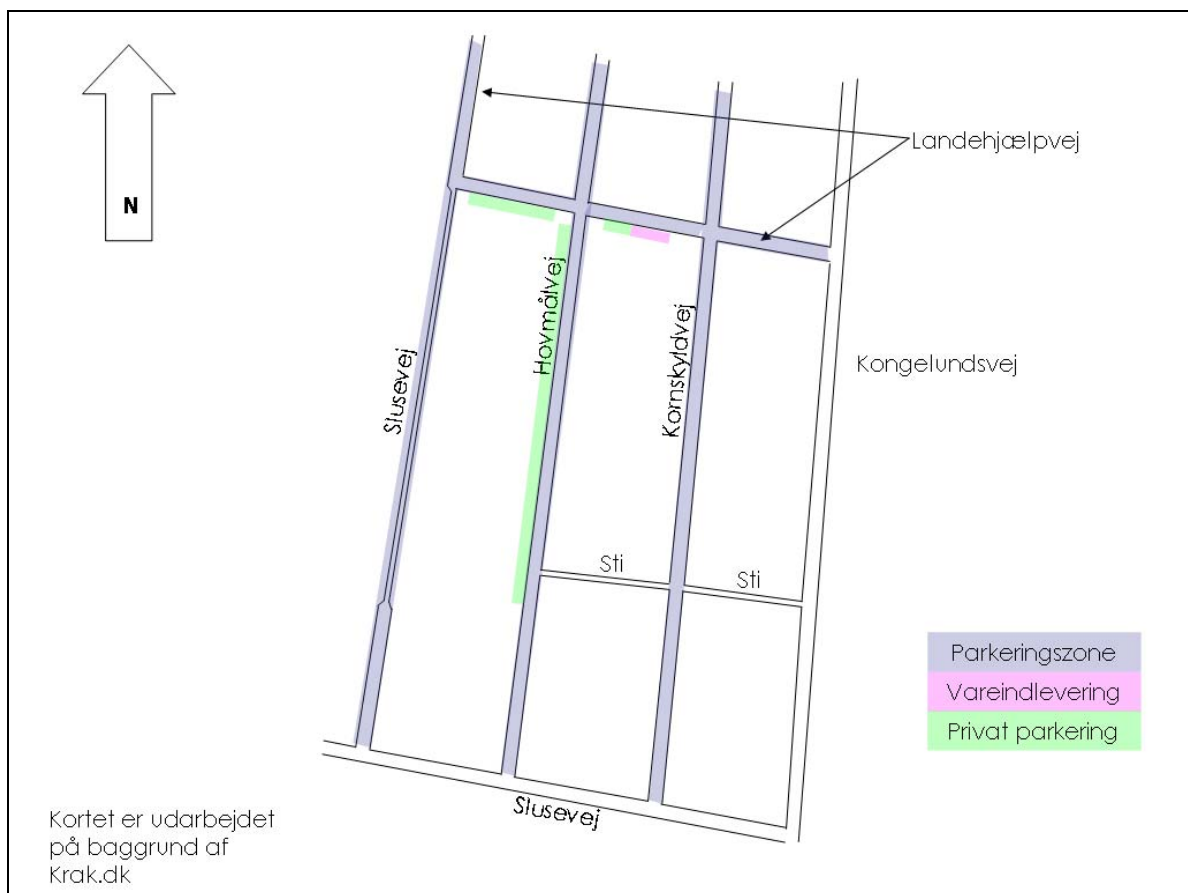 N
Landehjælpvej
Hovmålvej
Kornskyldvej
Slusevej
Kongelundsvej
Sti
Sti
Parkeringszone
Vareindlevering
Privat parkering
Slusevej
Kortet er udarbejdet
på baggrund af
Krak.dk